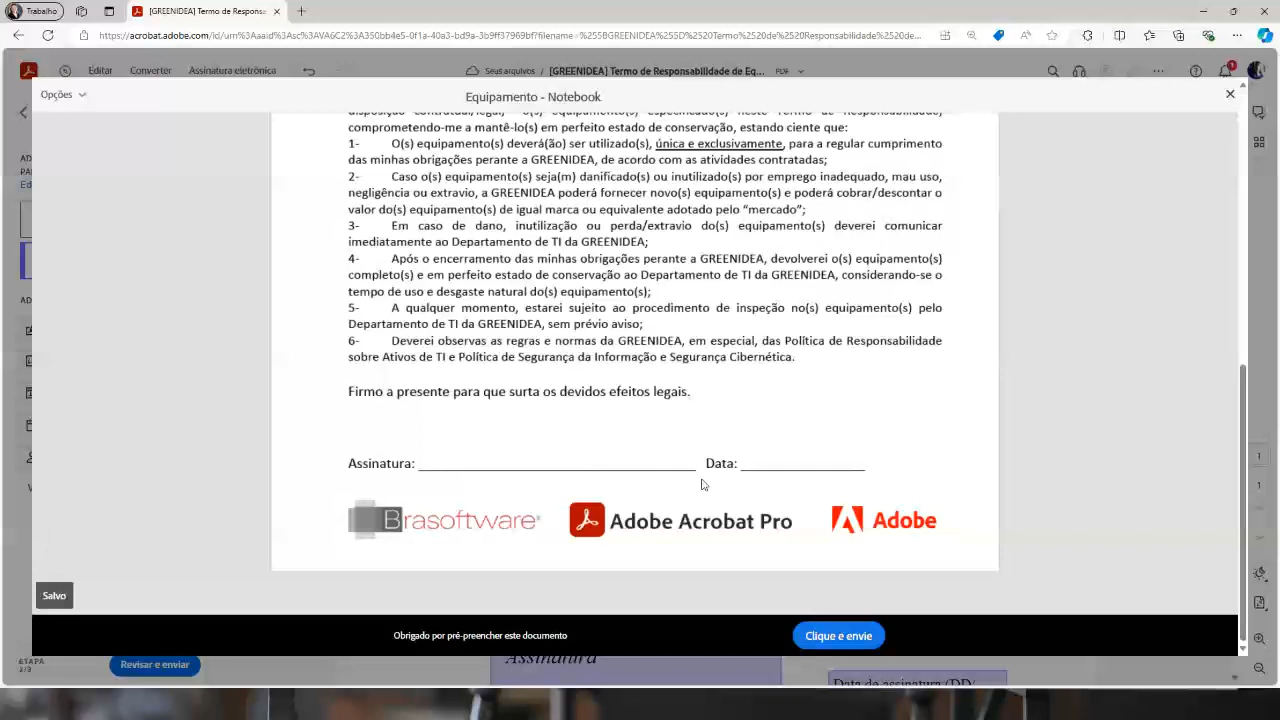 Trabalho
[GREENIDEA] Termo de Responsa
https://acrobat.adobe.com/id/urn%3Aaaid%3Asc%3AVA6C2%3A350bb4e5-0f1a-40a3-bd9a-3b9ff37969bf?filename=%255BGREENIDEA%255D%2520Termo%2520de%2520Responsabilidade%2520de...
Editar Converter Assinatura eletrônica
Seus arquivos / [GREENIDEA] Termo de Responsabilidade de Eq... PDF
Opções
Equipamento - Notebook
comprometendo-me a mantê-lo(s) em perfeito estado de conservação, estando ciente que:
1- O(s) equipamento(s) deverá(ão) ser utilizado(s), única e exclusivamente, para a regular cumprimento
das minhas obrigações perante a GREENIDEA, de acordo com as atividades contratadas;
2- Caso o(s) equipamento(s) seja(m) danificado(s) ou inutilizado(s) por emprego inadequado, mau uso,
negligência ou extravio, a GREENIDEA poderá fornecer novo(s) equipamento(s) e poderá cobrar/descontar o
valor do(s) equipamento(s) de igual marca ou equivalente adotado pelo “mercado”;
3- Em caso de dano, inutilização ou perda/extravio do(s) equipamento(s) deverei comunicar
imediatamente ao Departamento de TI da GREENIDEA;
4- Após o encerramento das minhas obrigações perante a GREENIDEA, devolverei o(s) equipamento(s)
completo(s) e em perfeito estado de conservação ao Departamento de TI da GREENIDEA, considerando-se o
tempo de uso e desgaste natural do(s) equipamento(s);
5- A qualquer momento, estarei sujeito ao procedimento de inspeção no(s) equipamento(s) pelo
Departamento de TI da GREENIDEA, sem prévio aviso;
6- Deverei observas as regras e normas da GREENIDEA, em especial, das Política de Responsabilidade
sobre Ativos de TI e Política de Segurança da Informação e Segurança Cibernética.
Firmo a presente para que surta os devidos efeitos legais.
Assinatura: Data:
Brasoftware Adobe Acrobat Pro Adobe
Salvo
Obrigado por pré-preencher este documento
Clique e envie
ETAPA
2/3
Revisar e enviar
Assinatura
Data de assinatura (DD/